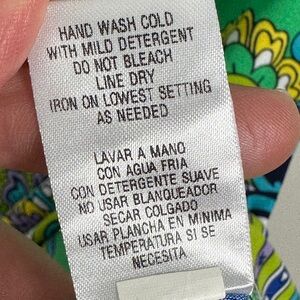 HAND WASH COLD
WITH MILD DETERGENT
DO NOT BLEACH
LINE DRY
IRON ON LOWEST SETTING
AS NEEDED
LAVAR A MANO
CON AGUA FRIA
CON DETERGENTE SUAVE
NO USAR BLANQUEADOR
SECAR COLGADO
USAR PLANCHA EN MINIMA
TEMPERATURA SI SE
NECESITA